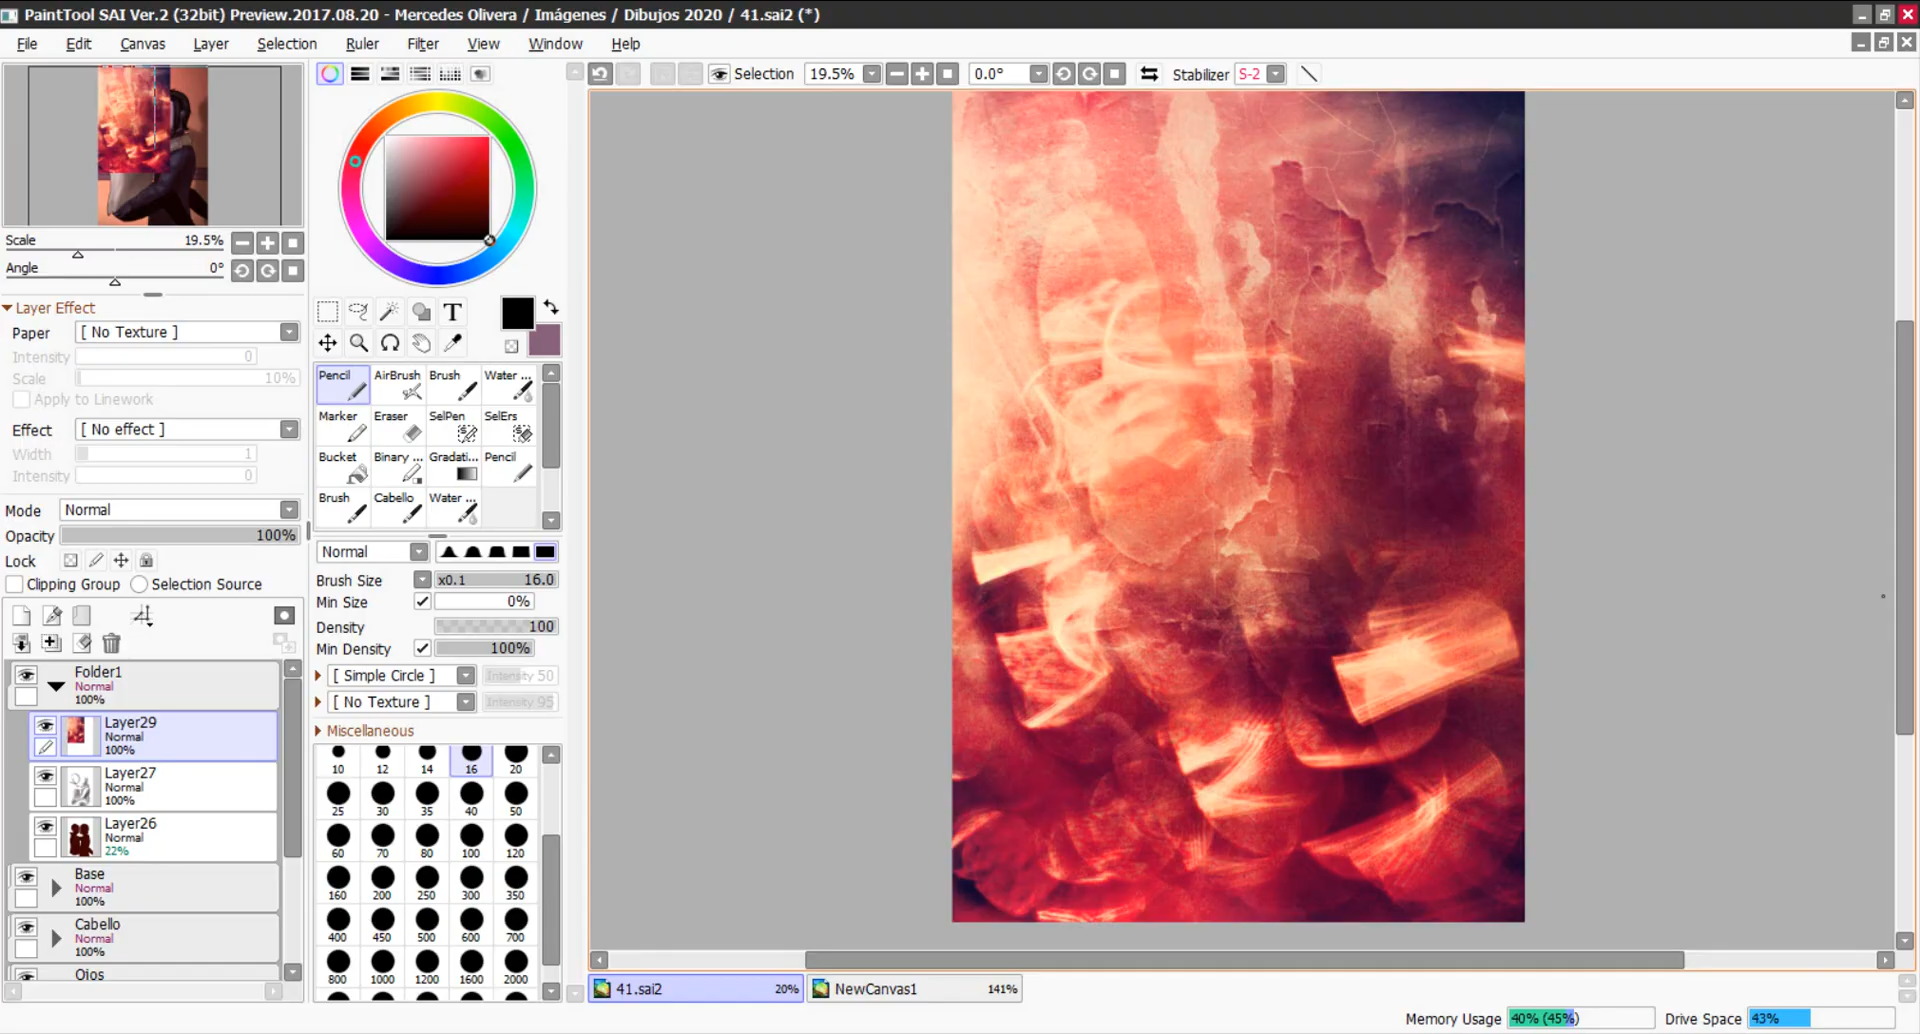 PaintTool SAI Ver.2 (32bit) Preview.2017.08.20 - Mercedes Olivera / Imágenes / Dibujos 2020 / 41.sai2 (*)
File Edit Canvas Layer Selection Ruler Filter View Window Help
Selection 19.5% 0.0° Stabilizer S-2
Scale 19.5%
Angle 0°
Layer Effect
Paper [ No Texture ]
Intensity 0
Scale 10%
Apply to Linework
Effect [ No effect ]
Width 1
Intensity 0
Mode Normal
Opacity 100%
Lock
Clipping Group Selection Source
Folder1
Normal
100%
Layer29
Normal
100%
Layer27
Normal
100%
Layer26
Normal
22%
Base
Normal
100%
Cabello
Normal
100%
Ojos
T
Pencil AirBrush Brush Water ...
Marker Eraser SelPen SelErs
Bucket Binary ... Gradati... Pencil
Brush Cabello Water ...
Normal
Brush Size x0.1 16.0
Min Size 0%
Density 100
Min Density 100%
[ Simple Circle ] Intensity 50
[ No Texture ] Intensity 95
Miscellaneous
10 12 14 16 20
25 30 35 40 50
60 70 80 100 120
160 200 250 300 350
400 450 500 600 700
800 1000 1200 1600 2000
41.sai2 20% NewCanvas1 141%
Memory Usage 40% (45%) Drive Space 43%